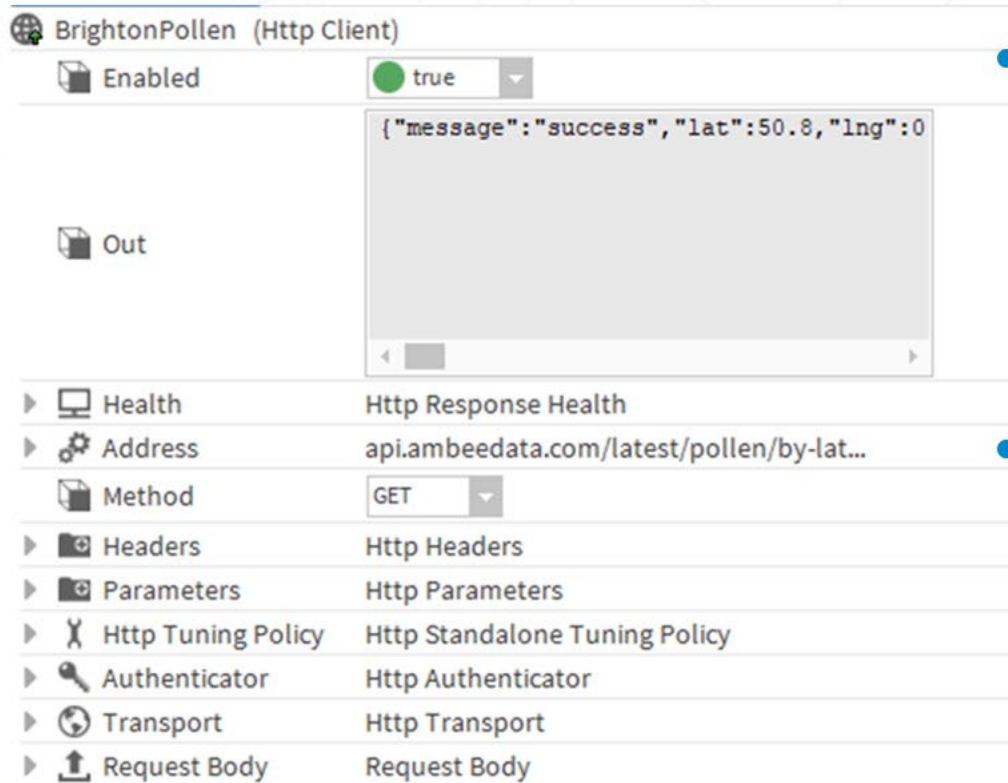 BrightonPollen (Http Client)
Enabled true
{"message":"success","lat":50.8,"lng":0
Out
Health Http Response Health
Address api.ambeedata.com/latest/pollen/by-lat...
Method GET
Headers Http Headers
Parameters Http Parameters
Http Tuning Policy Http Standalone Tuning Policy
Authenticator Http Authenticator
Transport Http Transport
Request Body Request Body